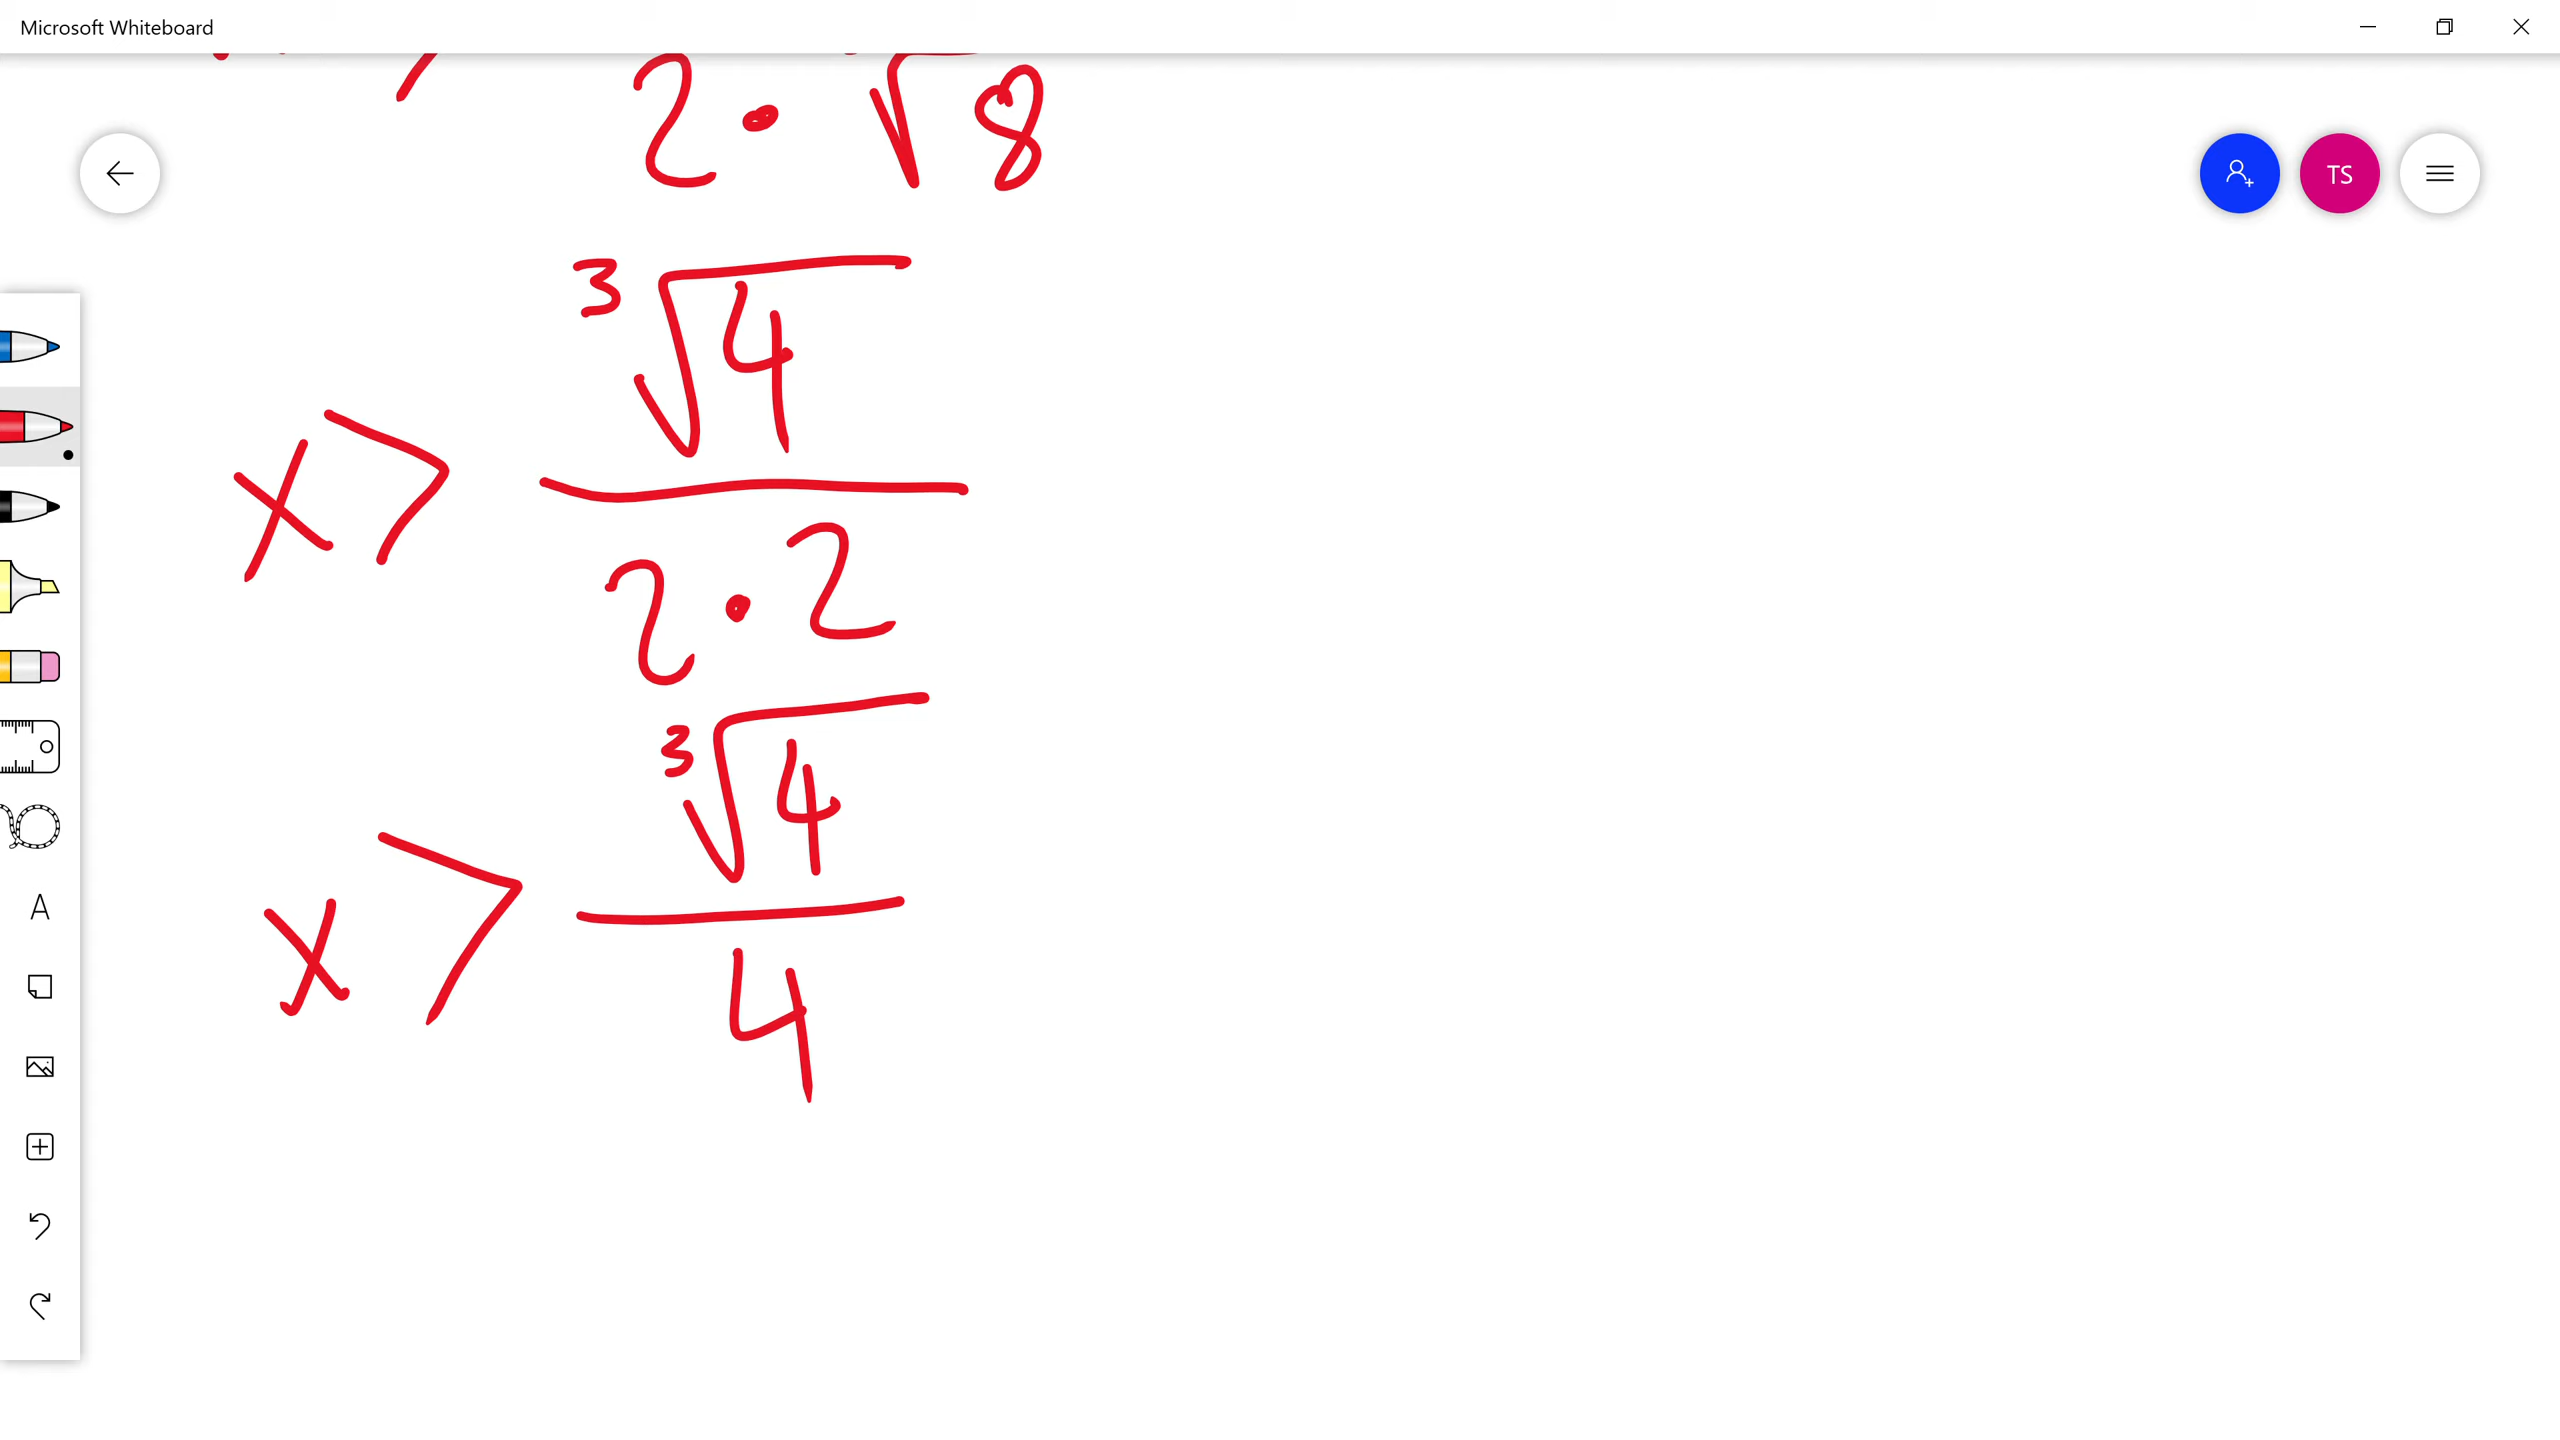 Microsoft Whiteboard
2 · √8
TS
x > ∛4 / 2 · 2
x > ∛4 / 4
A